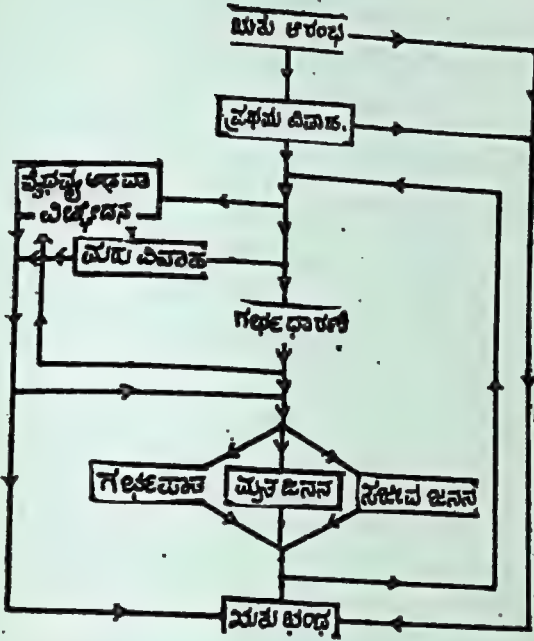 ಋತು ಆರಂಭ
ಪ್ರಥಮ ವಿವಾಹ.
ವೈಧವ್ಯ ಅಥವಾ
ವಿಚ್ಛೇದನ
ಮರು ವಿವಾಹ
ಗರ್ಭಧಾರಣೆ
ಗರ್ಭಪಾತ
ಮೃತ ಜನನ
ಸಜೀವ ಜನನ
ಋತು ಬಂಧ